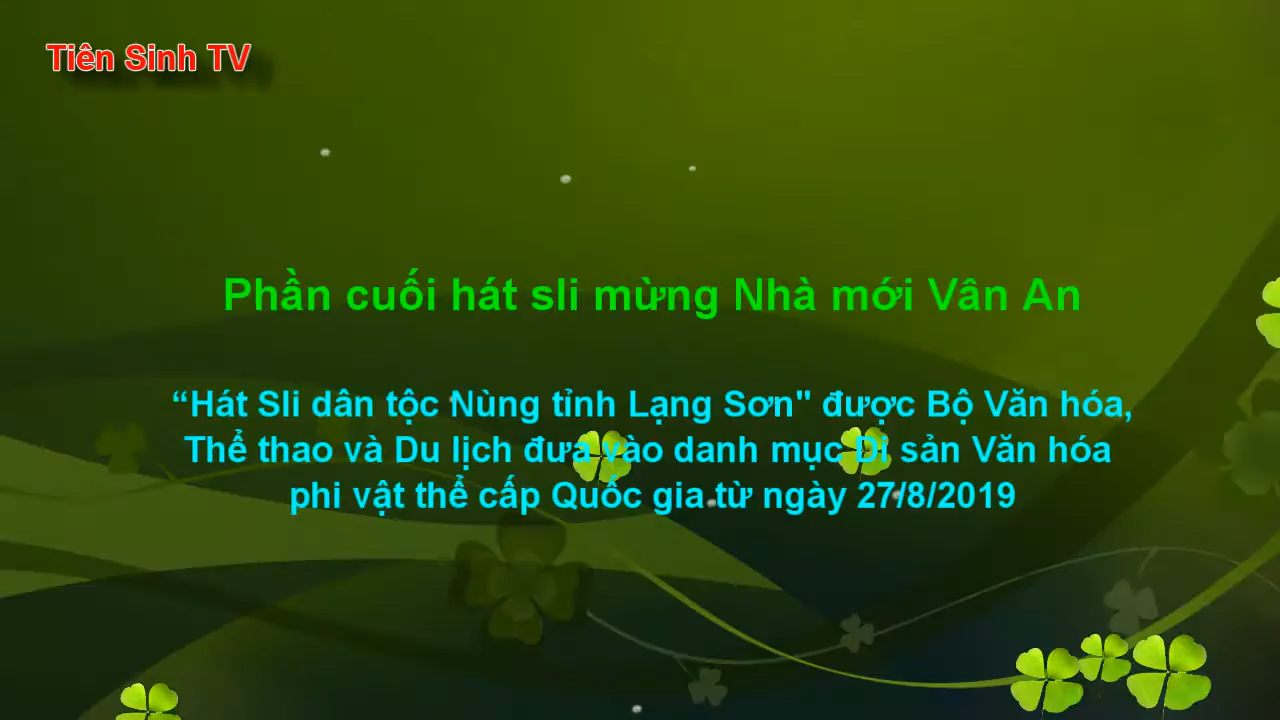 Tiên Sinh TV
Phần cuối hát sli mừng Nhà mới Vân An
“Hát Sli dân tộc Nùng tỉnh Lạng Sơn" được Bộ Văn hóa,
Thể thao và Du lịch đưa vào danh mục Di sản Văn hóa
phi vật thể cấp Quốc gia từ ngày 27/8/2019